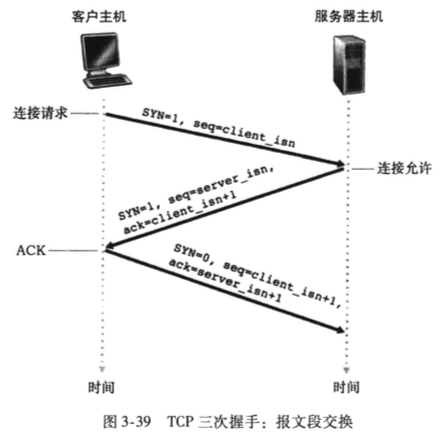 客户主机
服务器主机
连接请求
SYN=1, seq=client_isn
连接允许
SYN=1, seq=server_isn,
ack=client_isn+1
ACK
SYN=0, seq=client_isn+1,
ack=server_isn+1
时间
时间
图 3-39 TCP 三次握手：报文段交换